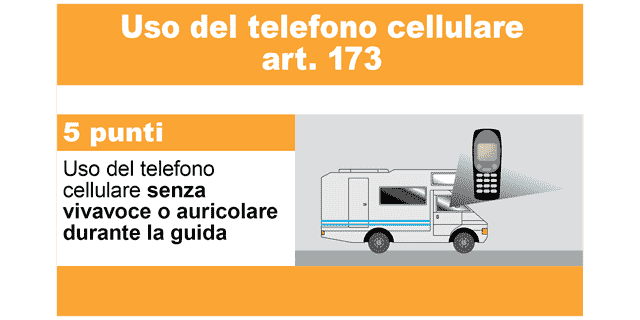 Uso del telefono cellulare
art. 173
5 punti
Uso del telefono
cellulare senza
vivavoce o auricolare
durante la guida